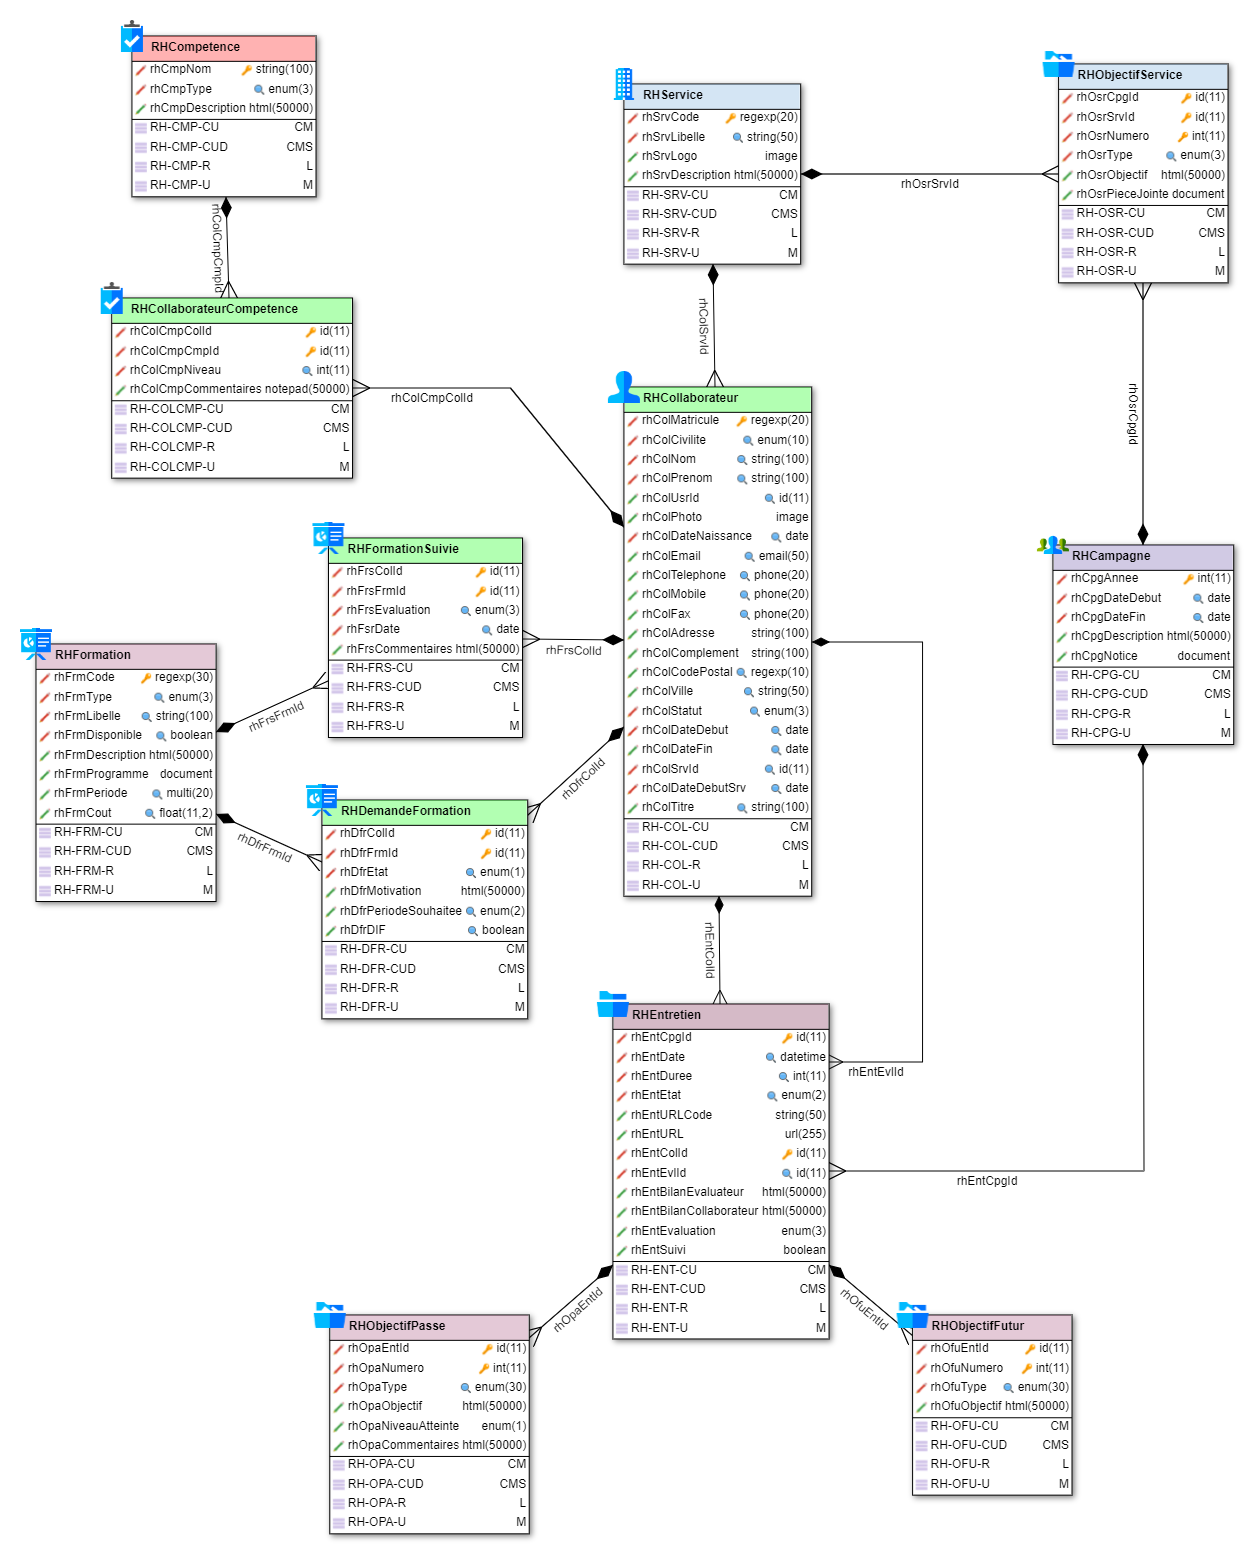 RHCompetence
rhCmpNom string(100)
rhCmpType enum(3)
rhCmpDescription html(50000)
RH-CMP-CU CM
RH-CMP-CUD CMS
RH-CMP-R L
RH-CMP-U M
rhColCmpCmpId
RHService
rhSrvCode regexp(20)
rhSrvLibelle string(50)
rhSrvLogo image
rhSrvDescription html(50000)
RH-SRV-CU CM
RH-SRV-CUD CMS
RH-SRV-R L
RH-SRV-U M
rhOsrSrvId
RHObjectifService
rhOsrCpgId id(11)
rhOsrSrvId id(11)
rhOsrNumero int(11)
rhOsrType enum(3)
rhOsrObjectif html(50000)
rhOsrPieceJointe document
RH-OSR-CU CM
RH-OSR-CUD CMS
RH-OSR-R L
RH-OSR-U M
rhColSrvId
RHCollaborateurCompetence
rhColCmpColId id(11)
rhColCmpCmpId id(11)
rhColCmpNiveau int(11)
rhColCmpCommentaires notepad(50000)
RH-COLCMP-CU CM
RH-COLCMP-CUD CMS
RH-COLCMP-R L
RH-COLCMP-U M
rhColCmpColId
rhOsrCpgId
RHCollaborateur
rhColMatricule regexp(20)
rhColCivilite enum(10)
rhColNom string(100)
rhColPrenom string(100)
rhColUsrId id(11)
rhColPhoto image
rhColDateNaissance date
rhColEmail email(50)
rhColTelephone phone(20)
rhColMobile phone(20)
rhColFax phone(20)
rhColAdresse string(100)
rhColComplement string(100)
rhColCodePostal regexp(10)
rhColVille string(50)
rhColStatut enum(3)
rhColDateDebut date
rhColDateFin date
rhColSrvId id(11)
rhColDateDebutSrv date
rhColTitre string(100)
RH-COL-CU CM
RH-COL-CUD CMS
RH-COL-R L
RH-COL-U M
RHFormationSuivie
rhFrsColId id(11)
rhFrsFrmId id(11)
rhFrsEvaluation enum(3)
rhFsrDate date
rhFrsCommentaires html(50000)
RH-FRS-CU CM
RH-FRS-CUD CMS
RH-FRS-R L
RH-FRS-U M
rhFrsColId
RHCampagne
rhCpgAnnee int(11)
rhCpgDateDebut date
rhCpgDateFin date
rhCpgDescription html(50000)
rhCpgNotice document
RH-CPG-CU CM
RH-CPG-CUD CMS
RH-CPG-R L
RH-CPG-U M
RHFormation
rhFrmCode regexp(30)
rhFrmType enum(3)
rhFrmLibelle string(100)
rhFrmDisponible boolean
rhFrmDescription html(50000)
rhFrmProgramme document
rhFrmPeriode multi(20)
rhFrmCout float(11,2)
RH-FRM-CU CM
RH-FRM-CUD CMS
RH-FRM-R L
RH-FRM-U M
rhFrsFrmId
rhDfrFrmId
rhDfrColId
RHDemandeFormation
rhDfrColId id(11)
rhDfrFrmId id(11)
rhDfrEtat enum(1)
rhDfrMotivation html(50000)
rhDfrPeriodeSouhaitee enum(2)
rhDfrDIF boolean
RH-DFR-CU CM
RH-DFR-CUD CMS
RH-DFR-R L
RH-DFR-U M
rhEntColId
RHEntretien
rhEntCpgId id(11)
rhEntDate datetime
rhEntDuree int(11)
rhEntEtat enum(2)
rhEntURLCode string(50)
rhEntURL url(255)
rhEntColId id(11)
rhEntEvlId id(11)
rhEntBilanEvaluateur html(50000)
rhEntBilanCollaborateur html(50000)
rhEntEvaluation enum(3)
rhEntSuivi boolean
RH-ENT-CU CM
RH-ENT-CUD CMS
RH-ENT-R L
RH-ENT-U M
rhEntEvlId
rhEntCpgId
rhOpaEntId
rhOfuEntId
RHObjectifPasse
rhOpaEntId id(11)
rhOpaNumero int(11)
rhOpaType enum(30)
rhOpaObjectif html(50000)
rhOpaNiveauAtteinte enum(1)
rhOpaCommentaires html(50000)
RH-OPA-CU CM
RH-OPA-CUD CMS
RH-OPA-R L
RH-OPA-U M
RHObjectifFutur
rhOfuEntId id(11)
rhOfuNumero int(11)
rhOfuType enum(30)
rhOfuObjectif html(50000)
RH-OFU-CU CM
RH-OFU-CUD CMS
RH-OFU-R L
RH-OFU-U M